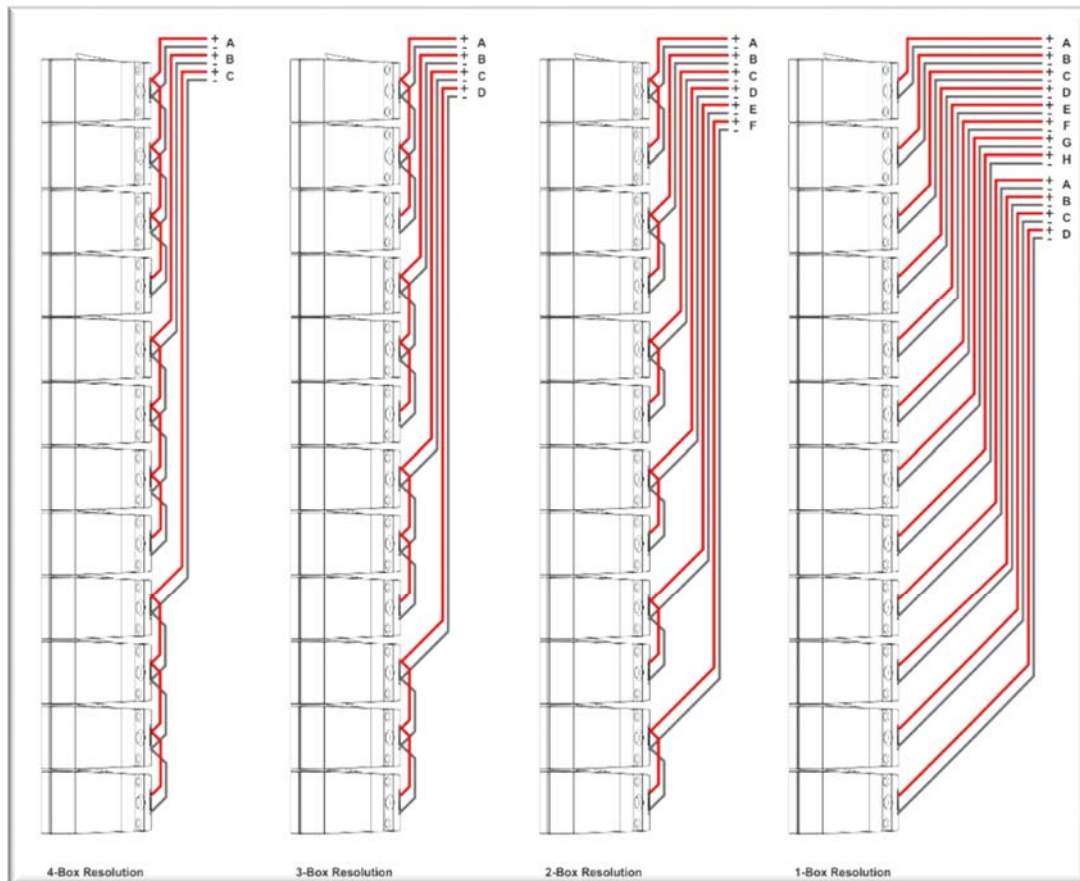 + A
-
+ B
-
+ C
-
+ A
-
+ B
-
+ C
-
+ D
-
+ A
-
+ B
-
+ C
-
+ D
-
+ E
-
+ F
-
+ A
-
+ B
-
+ C
-
+ D
-
+ E
-
+ F
-
+ G
-
+ H
-
+ A
-
+ B
-
+ C
-
+ D
-
4-Box Resolution
3-Box Resolution
2-Box Resolution
1-Box Resolution